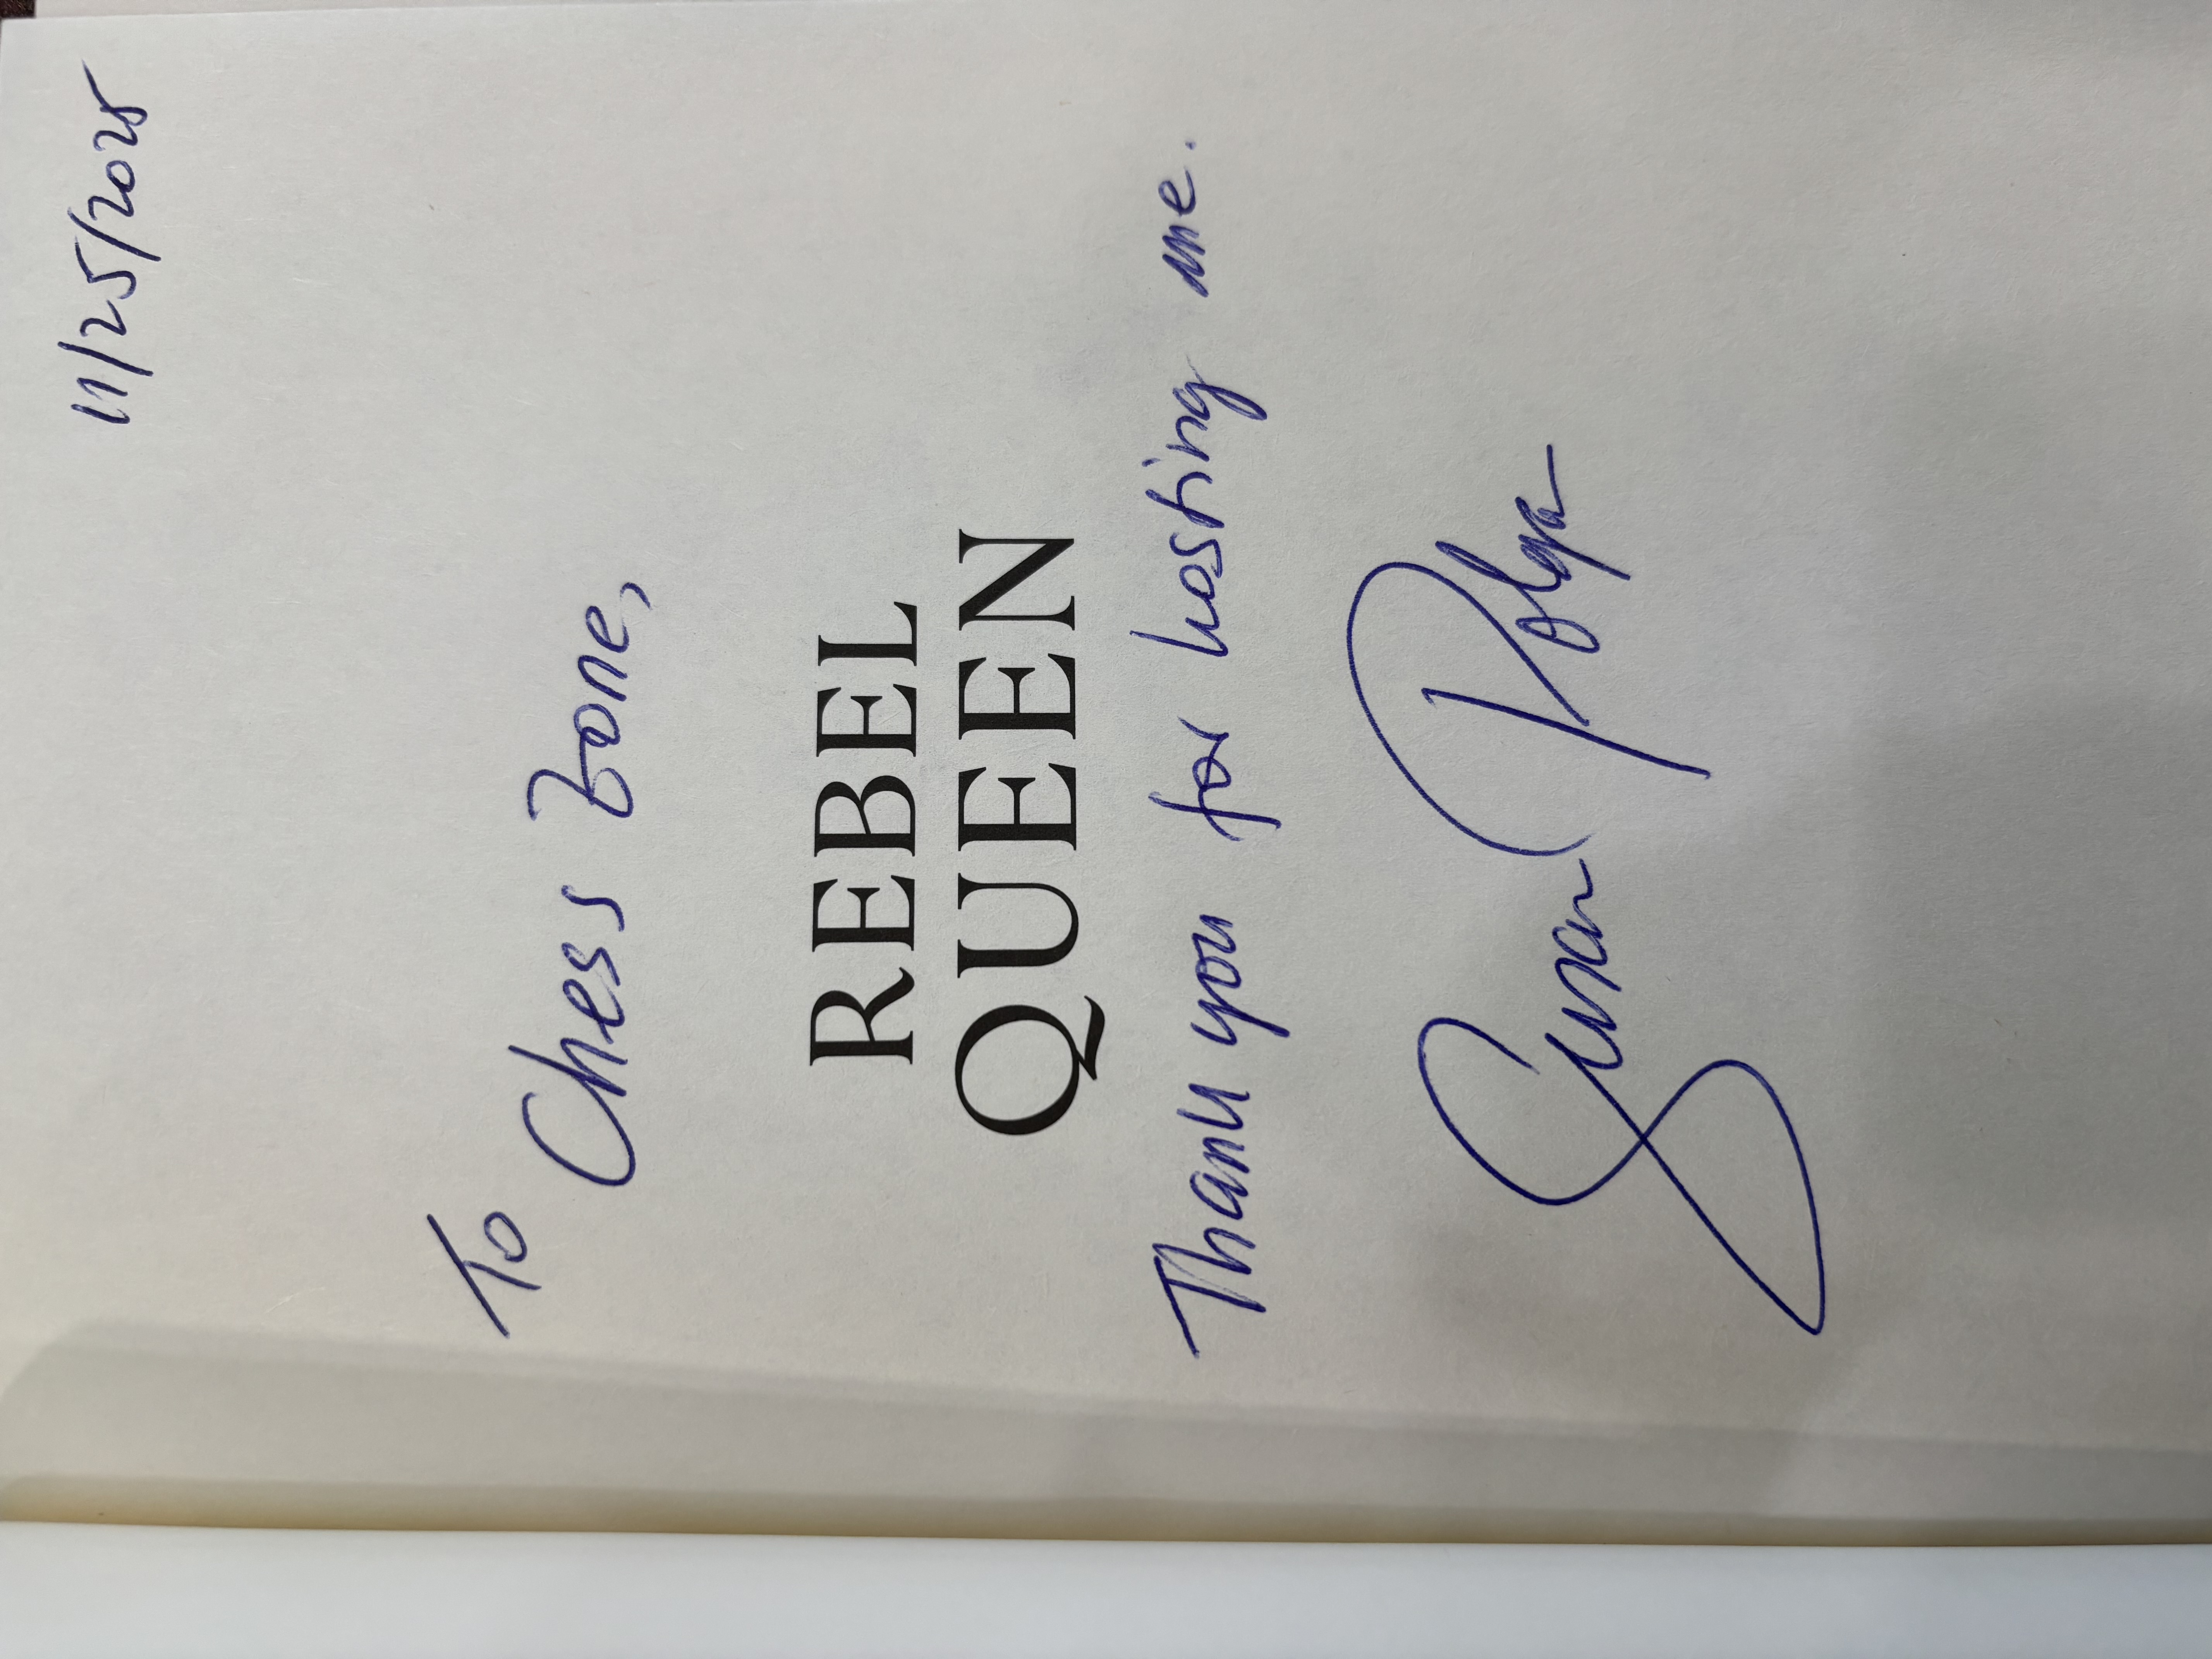 11/25/2025
To Chess Zone,
REBEL
QUEEN
Thank you for hosting me.
Susan Polgar